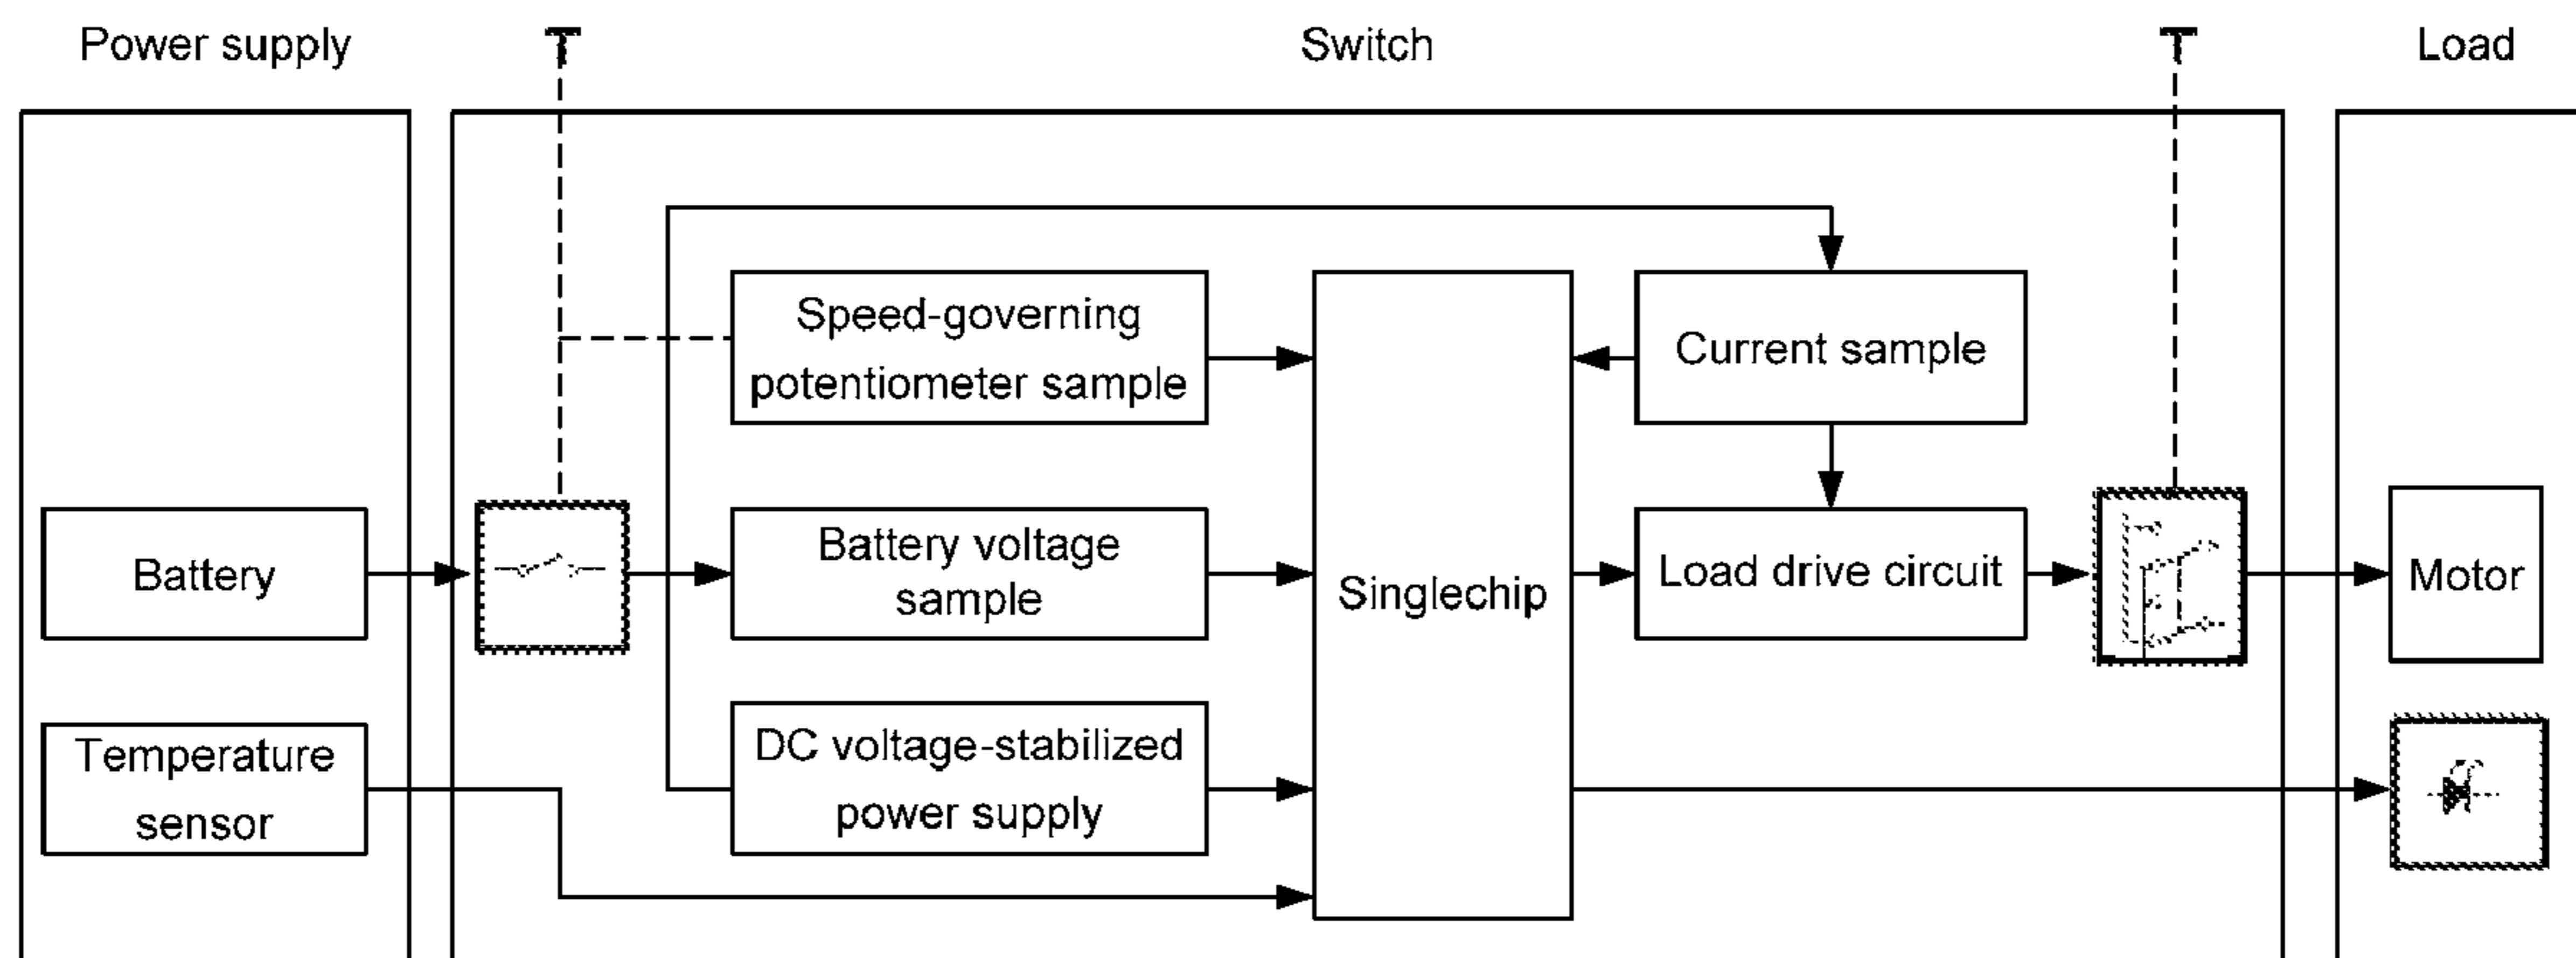 Power supply
Switch
Load
Speed-governing
potentiometer sample
Current sample
Battery
Battery voltage
sample
Singlechip
Load drive circuit
Motor
Temperature
sensor
DC voltage-stabilized
power supply